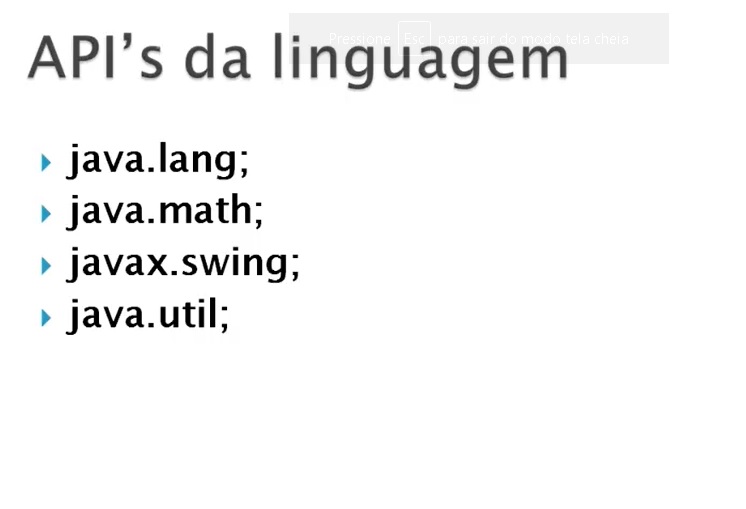 Pressione Esc para sair do modo tela cheia
API’s da linguagem
java.lang;
java.math;
javax.swing;
java.util;